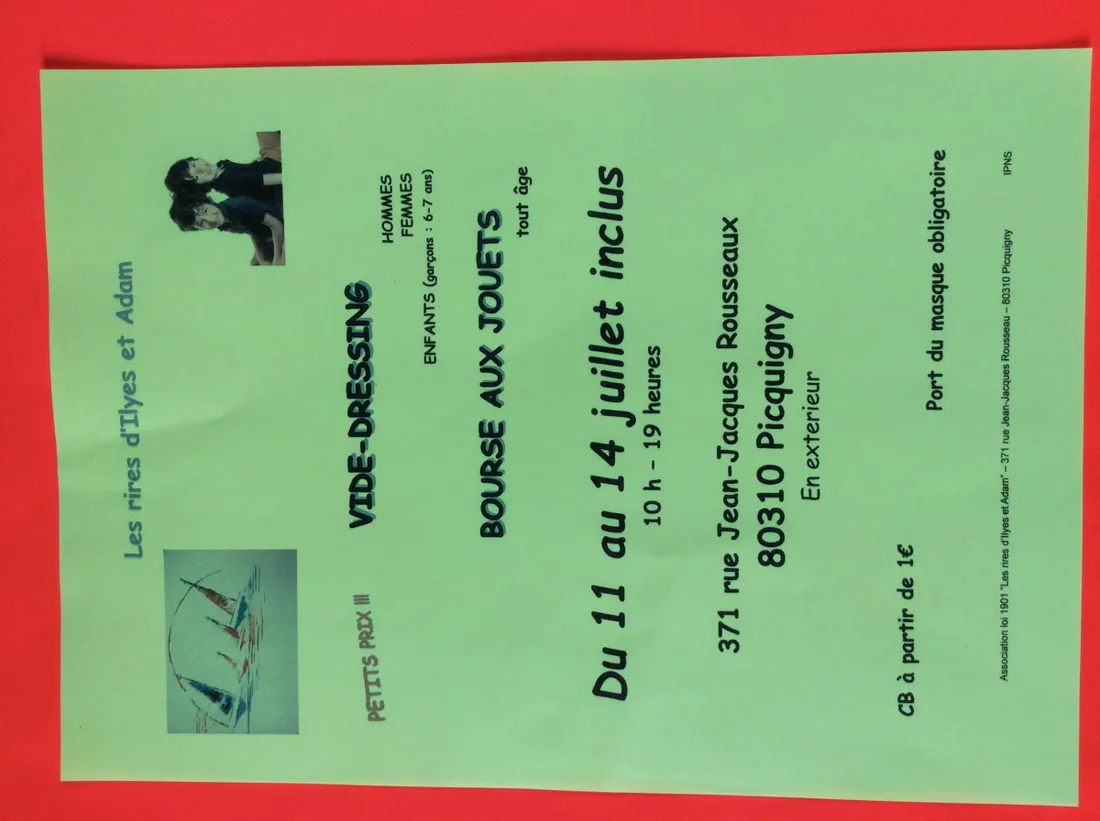 Les rires d'Ilyes et Adam
PETITS PRIX !!!
VIDE-DRESSING
HOMMES
FEMMES
ENFANTS (garçons : 6-7 ans)
BOURSE AUX JOUETS
tout âge
Du 11 au 14 juillet inclus
10 h - 19 heures
371 rue Jean-Jacques Rousseaux
80310 Picquigny
En exterieur
CB à partir de 1€
Port du masque obligatoire
Association loi 1901 "Les rires d'Ilyes et Adam" – 371 rue Jean-Jacques Rousseau – 80310 Picquigny IPNS